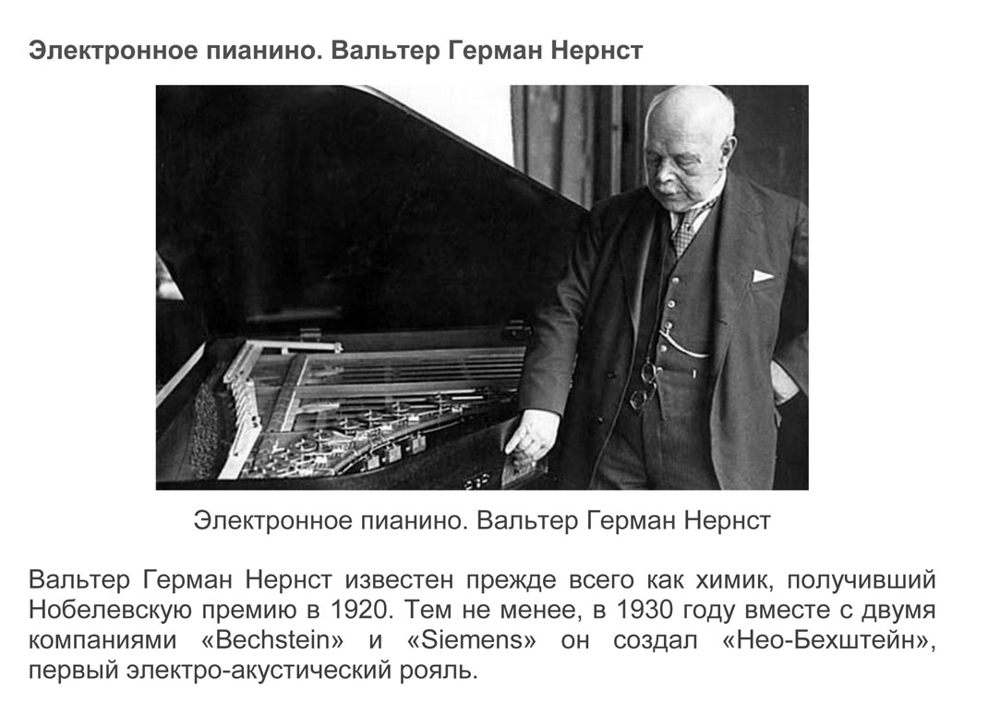 Электронное пианино. Вальтер Герман Нернст
Электронное пианино. Вальтер Герман Нернст
Вальтер Герман Нернст известен прежде всего как химик, получивший
Нобелевскую премию в 1920. Тем не менее, в 1930 году вместе с двумя
компаниями «Bechstein» и «Siemens» он создал «Нео-Бехштейн»,
первый электро-акустический рояль.